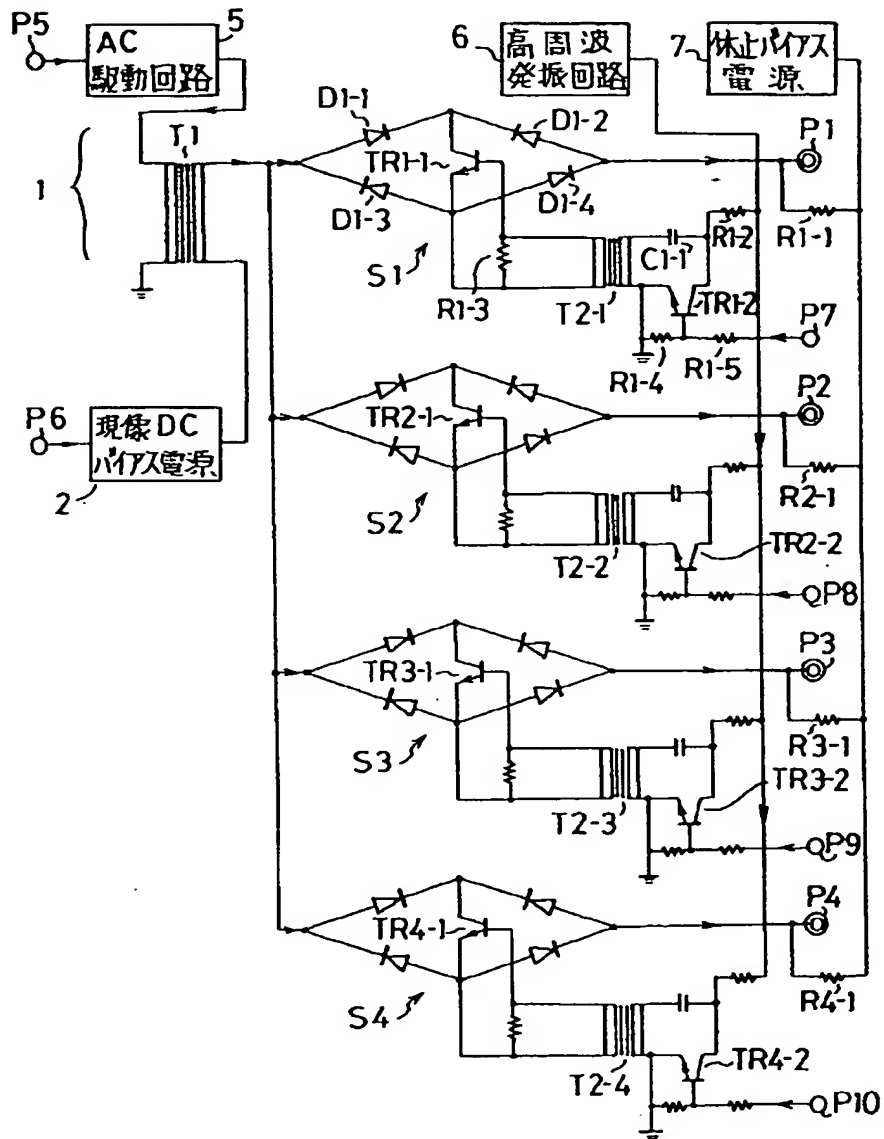 P5
AC
駆動回路
5
6
高周波
発振回路
7
休止バイアス
電源
1
T1
D1-1
D1-2
P1
TR1-1
D1-3
D1-4
S1
R1-3
C1-1
R1-2
R1-1
T2-1
TR1-2
P7
R1-4
R1-5
P6
現像DC
バイアス電源
2
TR2-1
P2
S2
R2-1
T2-2
TR2-2
P8
TR3-1
P3
S3
R3-1
T2-3
TR3-2
P9
TR4-1
P4
S4
R4-1
T2-4
TR4-2
P10